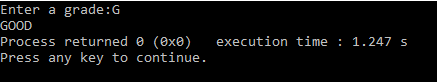 Enter a grade:G
GOOD
Process returned 0 (0x0)   execution time : 1.247 s
Press any key to continue.